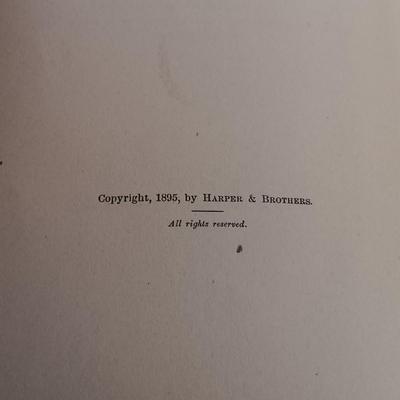 Copyright, 1895, by HARPER & BROTHERS.
All rights reserved.